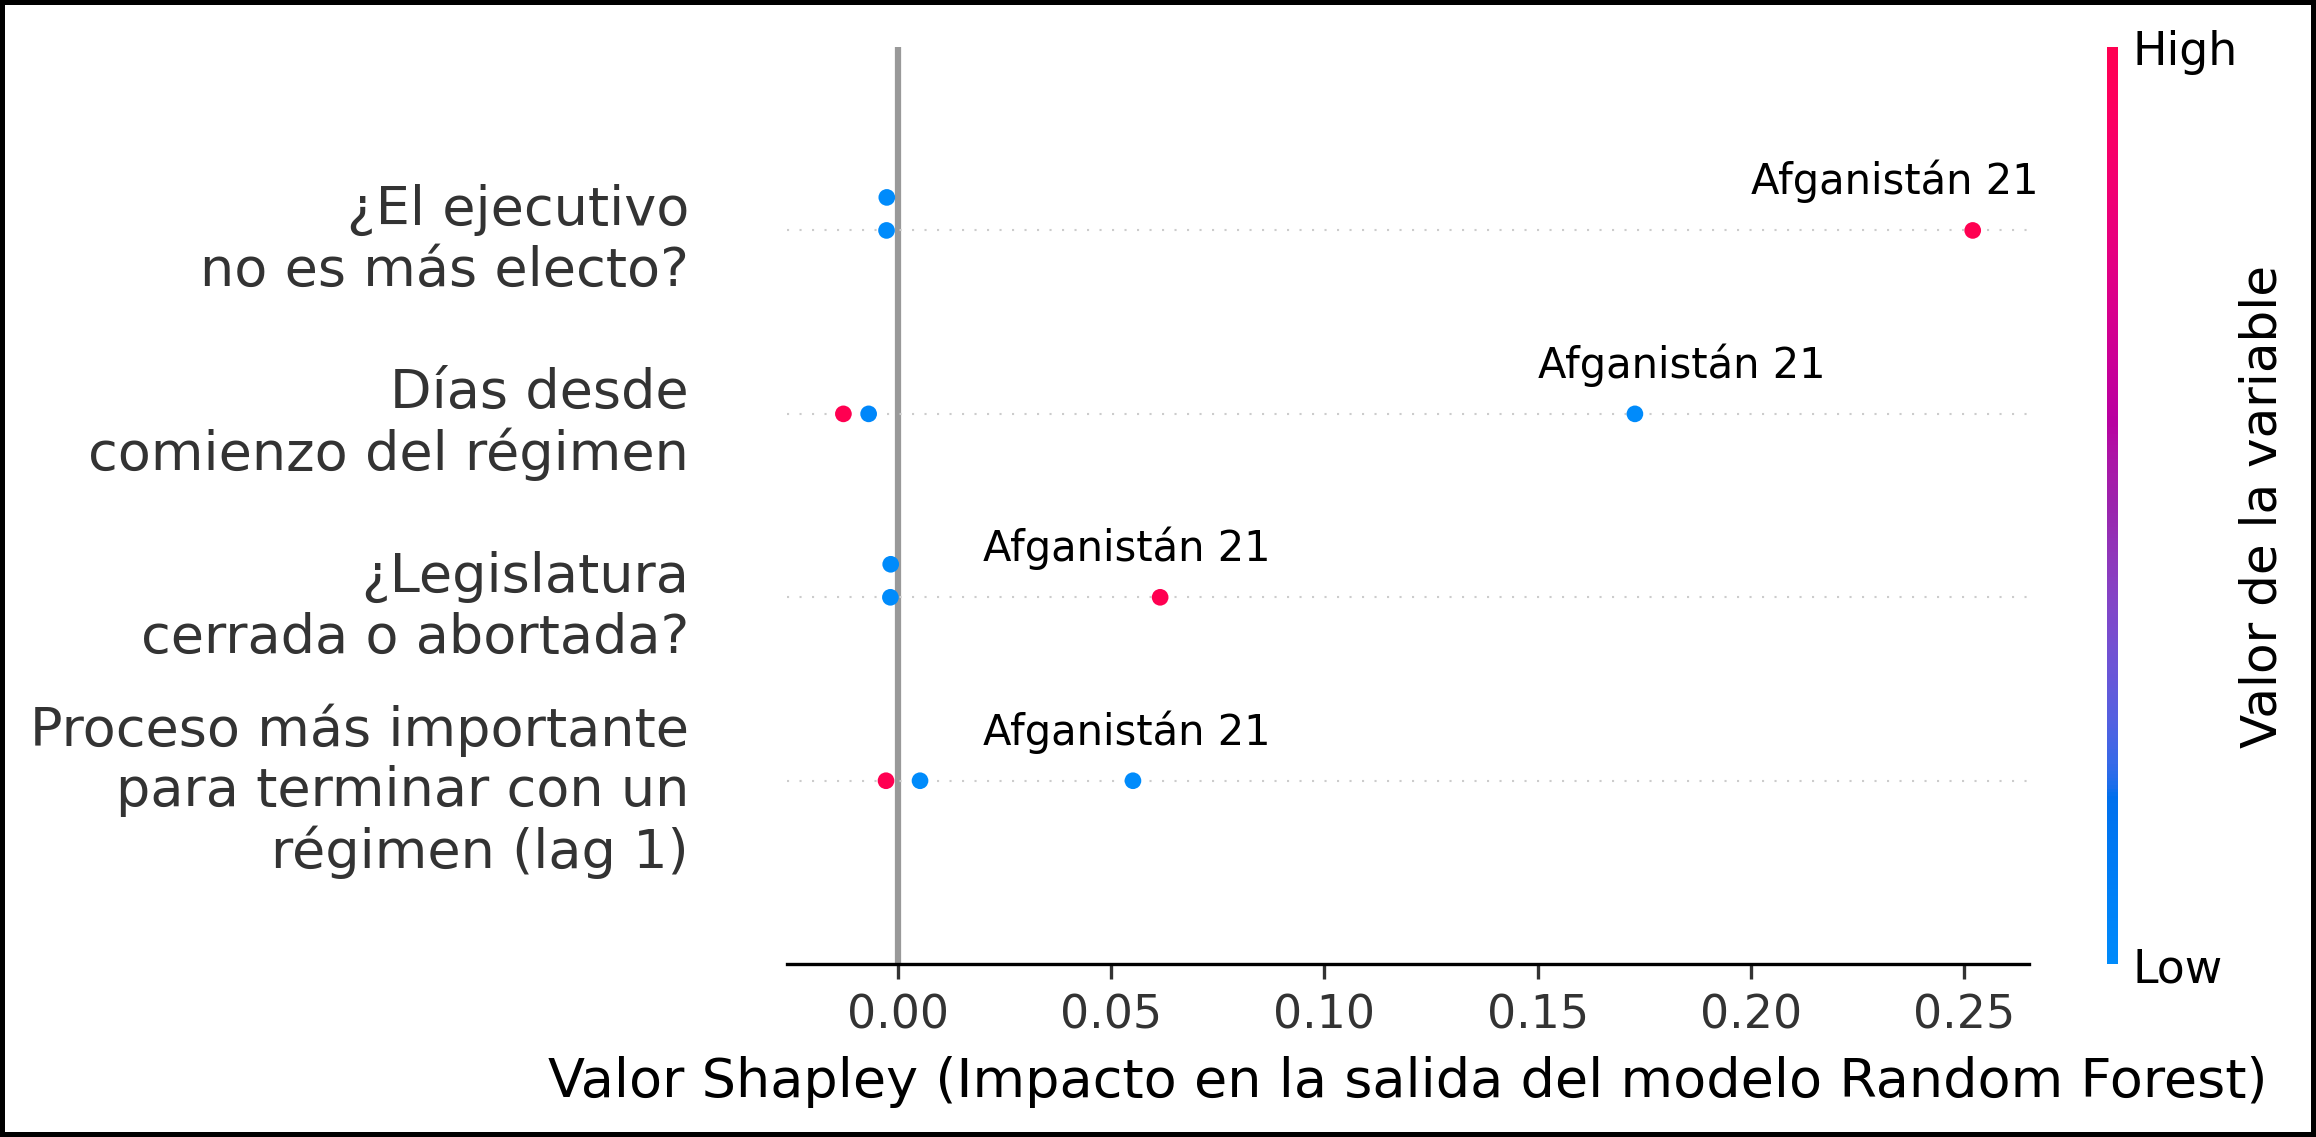 High
Afganistán 21
¿El ejecutivo
no es más electo?
Afganistán 21
Días desde
comienzo del régimen
Afganistán 21
¿Legislatura
cerrada o abortada?
Afganistán 21
Proceso más importante
para terminar con un
régimen (lag 1)
Valor de la variable
Low
0.00 0.05 0.10 0.15 0.20 0.25
Valor Shapley (Impacto en la salida del modelo Random Forest)